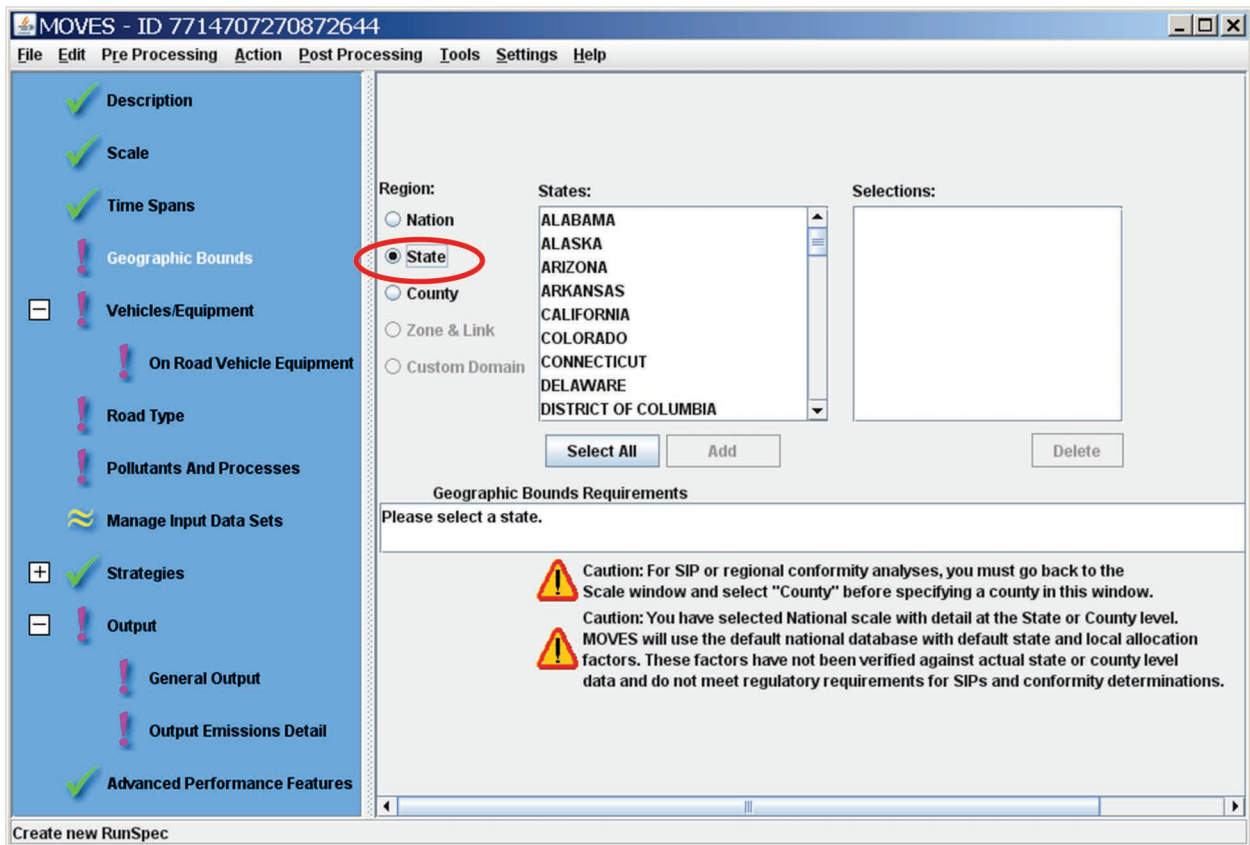 MOVES - ID 7714707270872644
File Edit Pre Processing Action Post Processing Tools Settings Help
Description
Scale
Time Spans
Geographic Bounds
Vehicles/Equipment
On Road Vehicle Equipment
Road Type
Pollutants And Processes
Manage Input Data Sets
Strategies
Output
General Output
Output Emissions Detail
Advanced Performance Features
Region:
Nation
State
County
Zone & Link
Custom Domain
States:
ALABAMA
ALASKA
ARIZONA
ARKANSAS
CALIFORNIA
COLORADO
CONNECTICUT
DELAWARE
DISTRICT OF COLUMBIA
Select All
Add
Selections:
Delete
Geographic Bounds Requirements
Please select a state.
Caution: For SIP or regional conformity analyses, you must go back to the
Scale window and select "County" before specifying a county in this window.
Caution: You have selected National scale with detail at the State or County level.
MOVES will use the default national database with default state and local allocation
factors. These factors have not been verified against actual state or county level
data and do not meet regulatory requirements for SIPs and conformity determinations.
Create new RunSpec